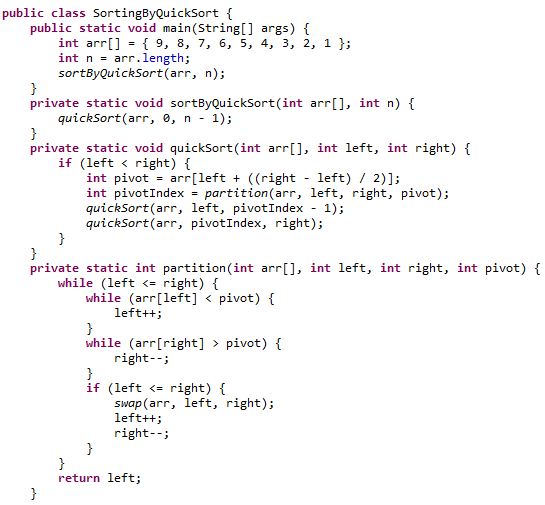 public class SortingByQuickSort {
    public static void main(String[] args) {
        int arr[] = { 9, 8, 7, 6, 5, 4, 3, 2, 1 };
        int n = arr.length;
        sortByQuickSort(arr, n);
    }
    private static void sortByQuickSort(int arr[], int n) {
        quickSort(arr, 0, n - 1);
    }
    private static void quickSort(int arr[], int left, int right) {
        if (left < right) {
            int pivot = arr[left + ((right - left) / 2)];
            int pivotIndex = partition(arr, left, right, pivot);
            quickSort(arr, left, pivotIndex - 1);
            quickSort(arr, pivotIndex, right);
        }
    }
    private static int partition(int arr[], int left, int right, int pivot) {
        while (left <= right) {
            while (arr[left] < pivot) {
                left++;
            }
            while (arr[right] > pivot) {
                right--;
            }
            if (left <= right) {
                swap(arr, left, right);
                left++;
                right--;
            }
        }
        return left;
    }